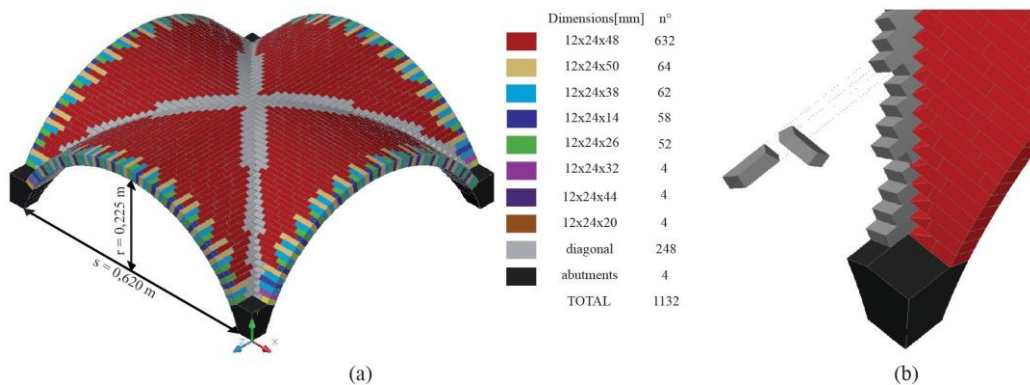 Dimensions[mm] n°
12x24x48 632
12x24x50 64
12x24x38 62
12x24x14 58
12x24x26 52
12x24x32 4
12x24x44 4
12x24x20 4
diagonal 248
abutments 4
TOTAL 1132
r = 0,225 m
s = 0,620 m
Z X
(a)
(b)